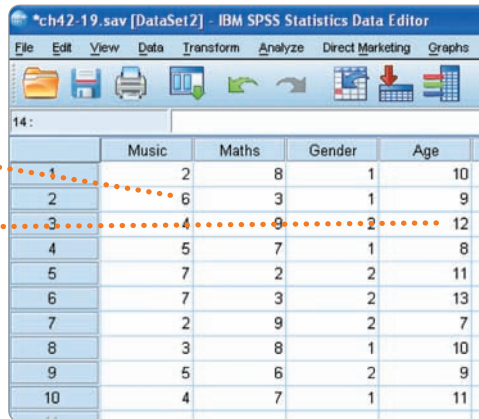 *ch42-19.sav [DataSet2] - IBM SPSS Statistics Data Editor
File Edit View Data Transform Analyze Direct Marketing Graphs
14 :
Music Maths Gender Age
1 2 8 1 10
2 6 3 1 9
3 4 9 2 12
4 5 7 1 8
5 7 2 2 11
6 7 3 2 13
7 2 9 2 7
8 3 8 1 10
9 5 6 2 9
10 4 7 1 11